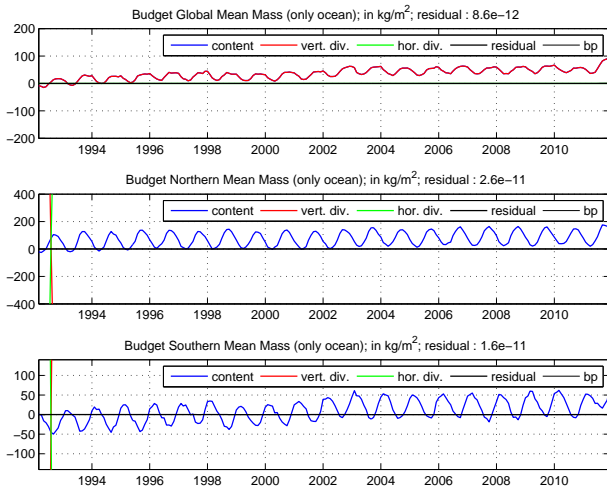 Budget Global Mean Mass (only ocean); in kg/m²; residual : 8.6e−12
content vert. div. hor. div. residual bp
200
100
0
−100
−200
1994 1996 1998 2000 2002 2004 2006 2008 2010
Budget Northern Mean Mass (only ocean); in kg/m²; residual : 2.6e−11
content vert. div. hor. div. residual bp
400
200
0
−200
−400
1994 1996 1998 2000 2002 2004 2006 2008 2010
Budget Southern Mean Mass (only ocean); in kg/m²; residual : 1.6e−11
content vert. div. hor. div. residual bp
100
50
0
−50
−100
1994 1996 1998 2000 2002 2004 2006 2008 2010